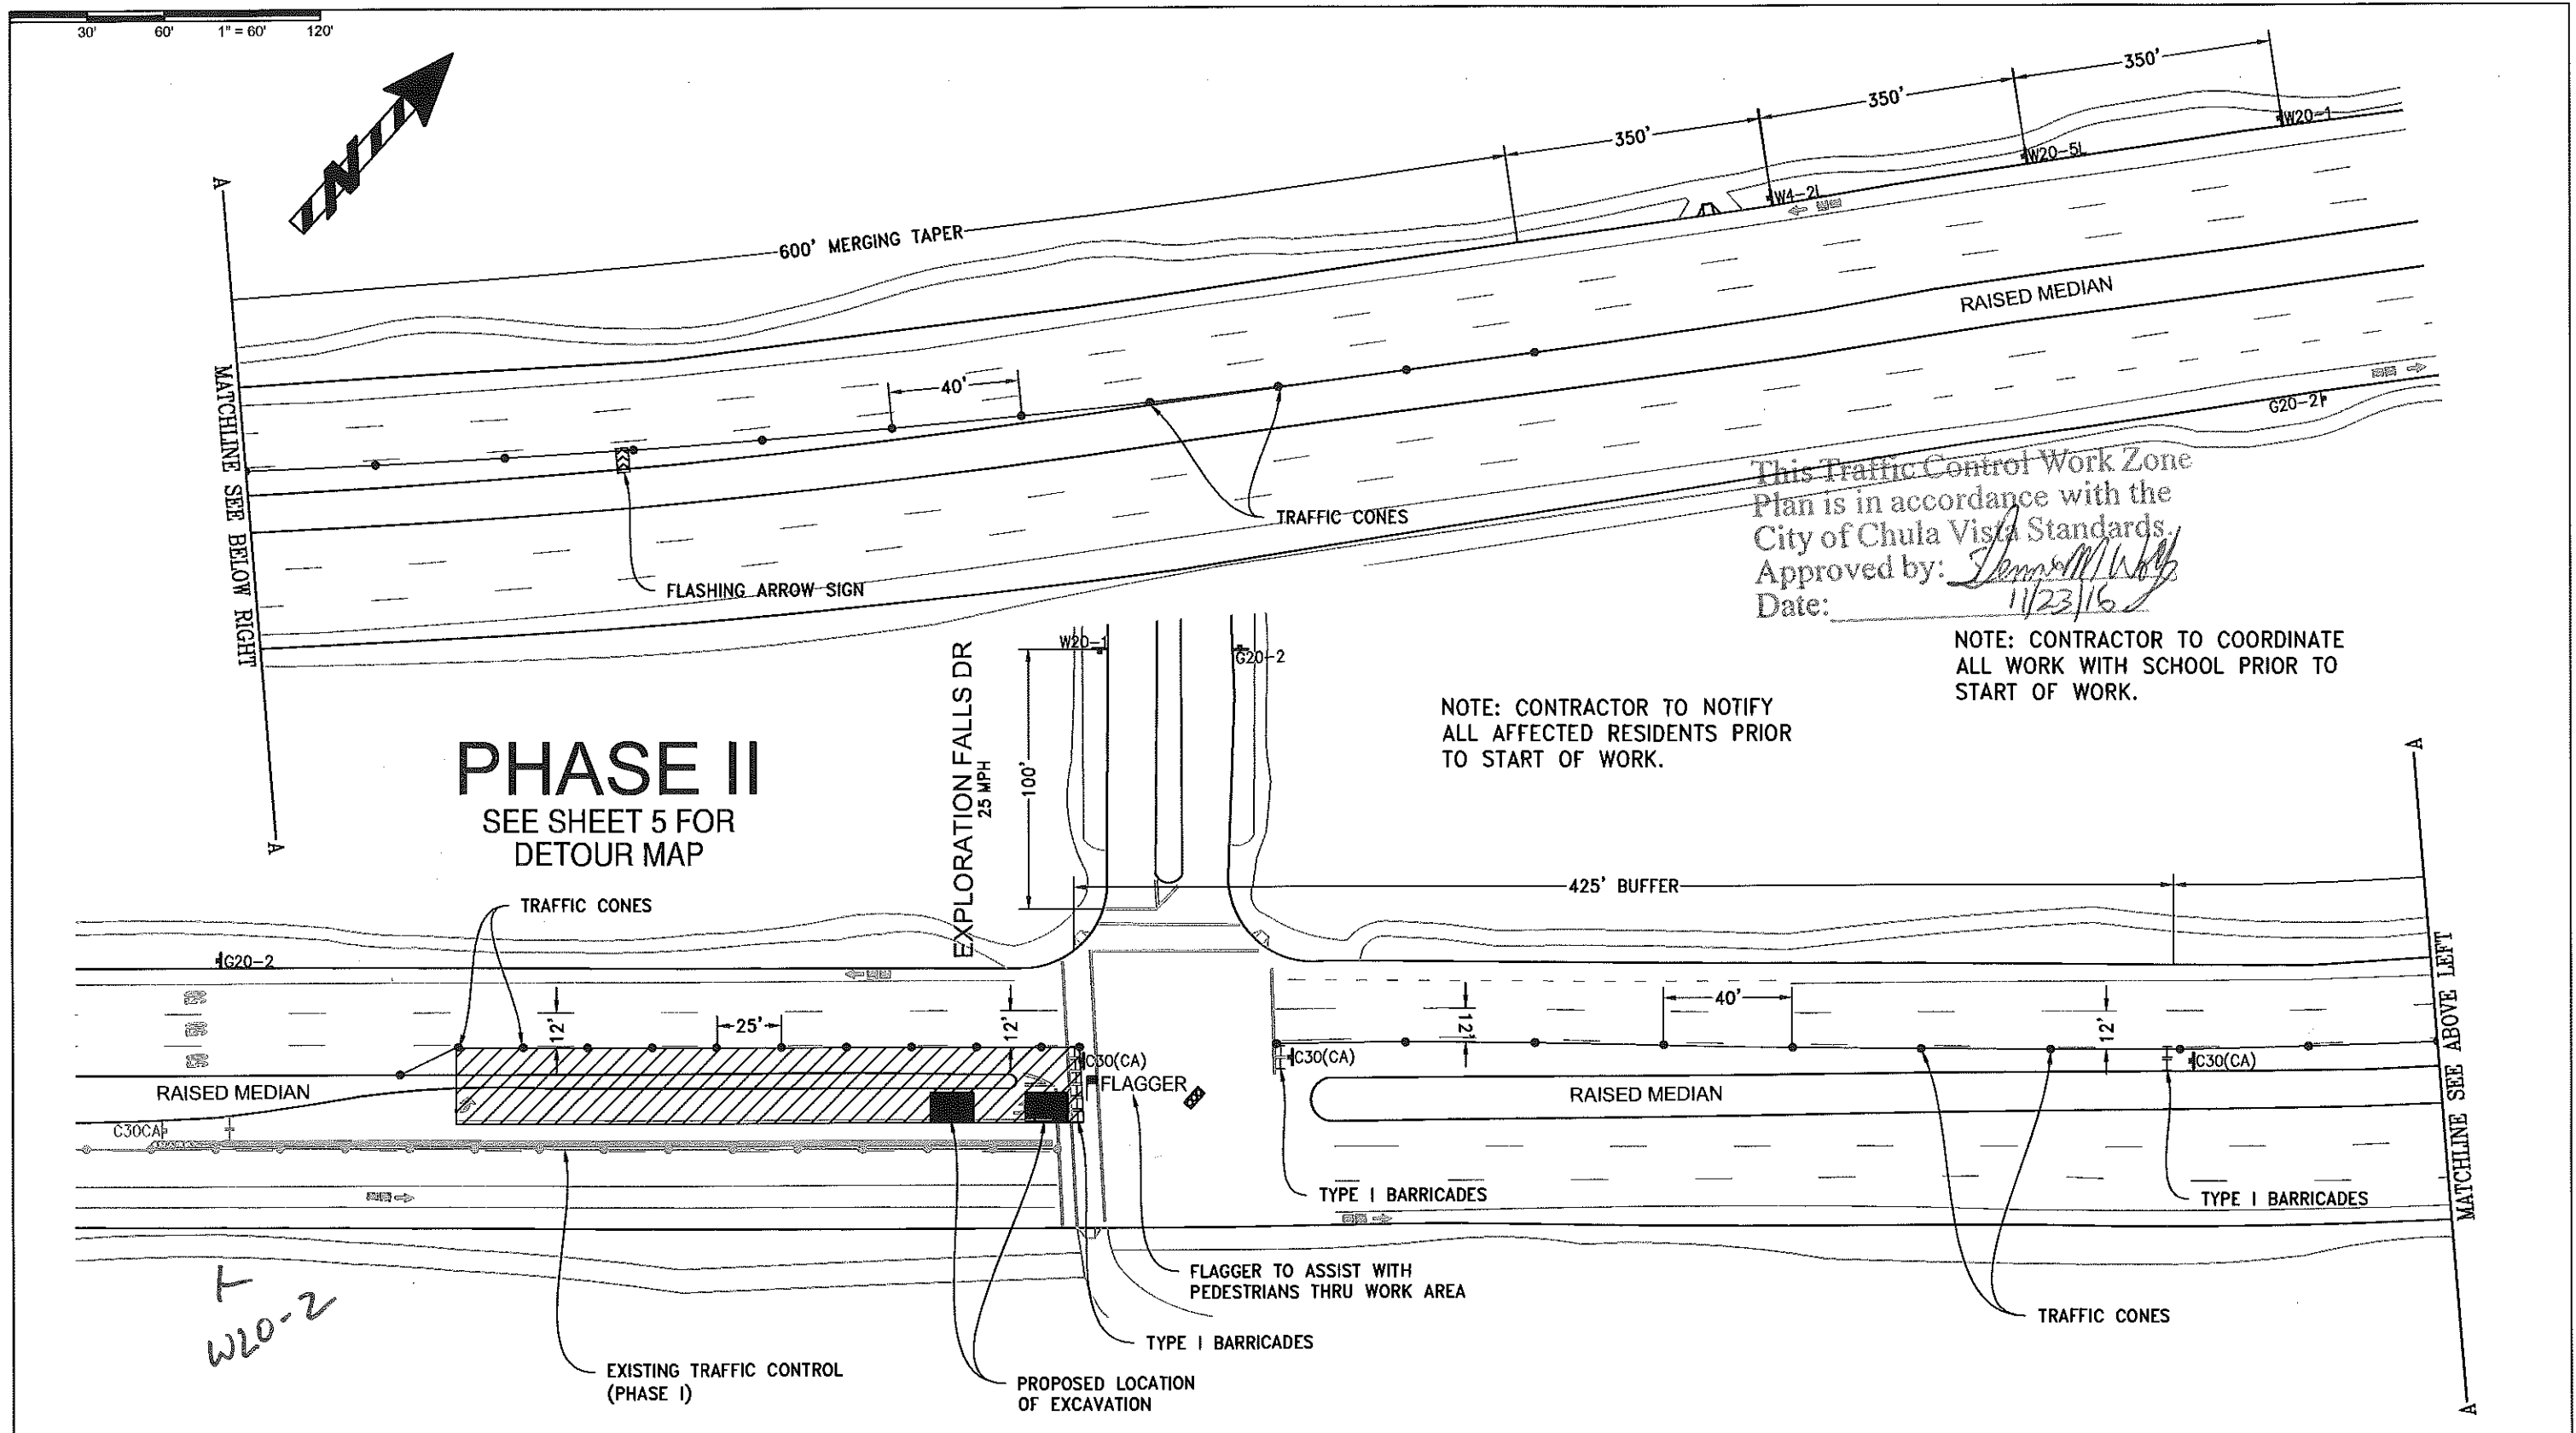 30' 60' 1" = 60' 120'
N
350'
350'
350'
W20-1
W20-5L
W4-2L
A
600' MERGING TAPER
RAISED MEDIAN
40'
MATCHLINE SEE BELOW RIGHT
G20-2
TRAFFIC CONES
FLASHING ARROW SIGN
This Traffic Control Work Zone
Plan is in accordance with the
City of Chula Vista Standards.
Approved by:
Date: 11/23/16
NOTE: CONTRACTOR TO COORDINATE
ALL WORK WITH SCHOOL PRIOR TO
START OF WORK.
NOTE: CONTRACTOR TO NOTIFY
ALL AFFECTED RESIDENTS PRIOR
TO START OF WORK.
W20-1
G20-2
EXPLORATION FALLS DR
25 MPH
100'
PHASE II
SEE SHEET 5 FOR
DETOUR MAP
A
A
425' BUFFER
TRAFFIC CONES
G20-2
12'
25'
12'
12'
40'
12'
C30(CA)
FLAGGER
C30(CA)
C30(CA)
RAISED MEDIAN
RAISED MEDIAN
C30CA
MATCHLINE SEE ABOVE LEFT
TYPE I BARRICADES
TYPE I BARRICADES
FLAGGER TO ASSIST WITH
PEDESTRIANS THRU WORK AREA
W20-2
TRAFFIC CONES
TYPE I BARRICADES
EXISTING TRAFFIC CONTROL
(PHASE I)
PROPOSED LOCATION
OF EXCAVATION
A